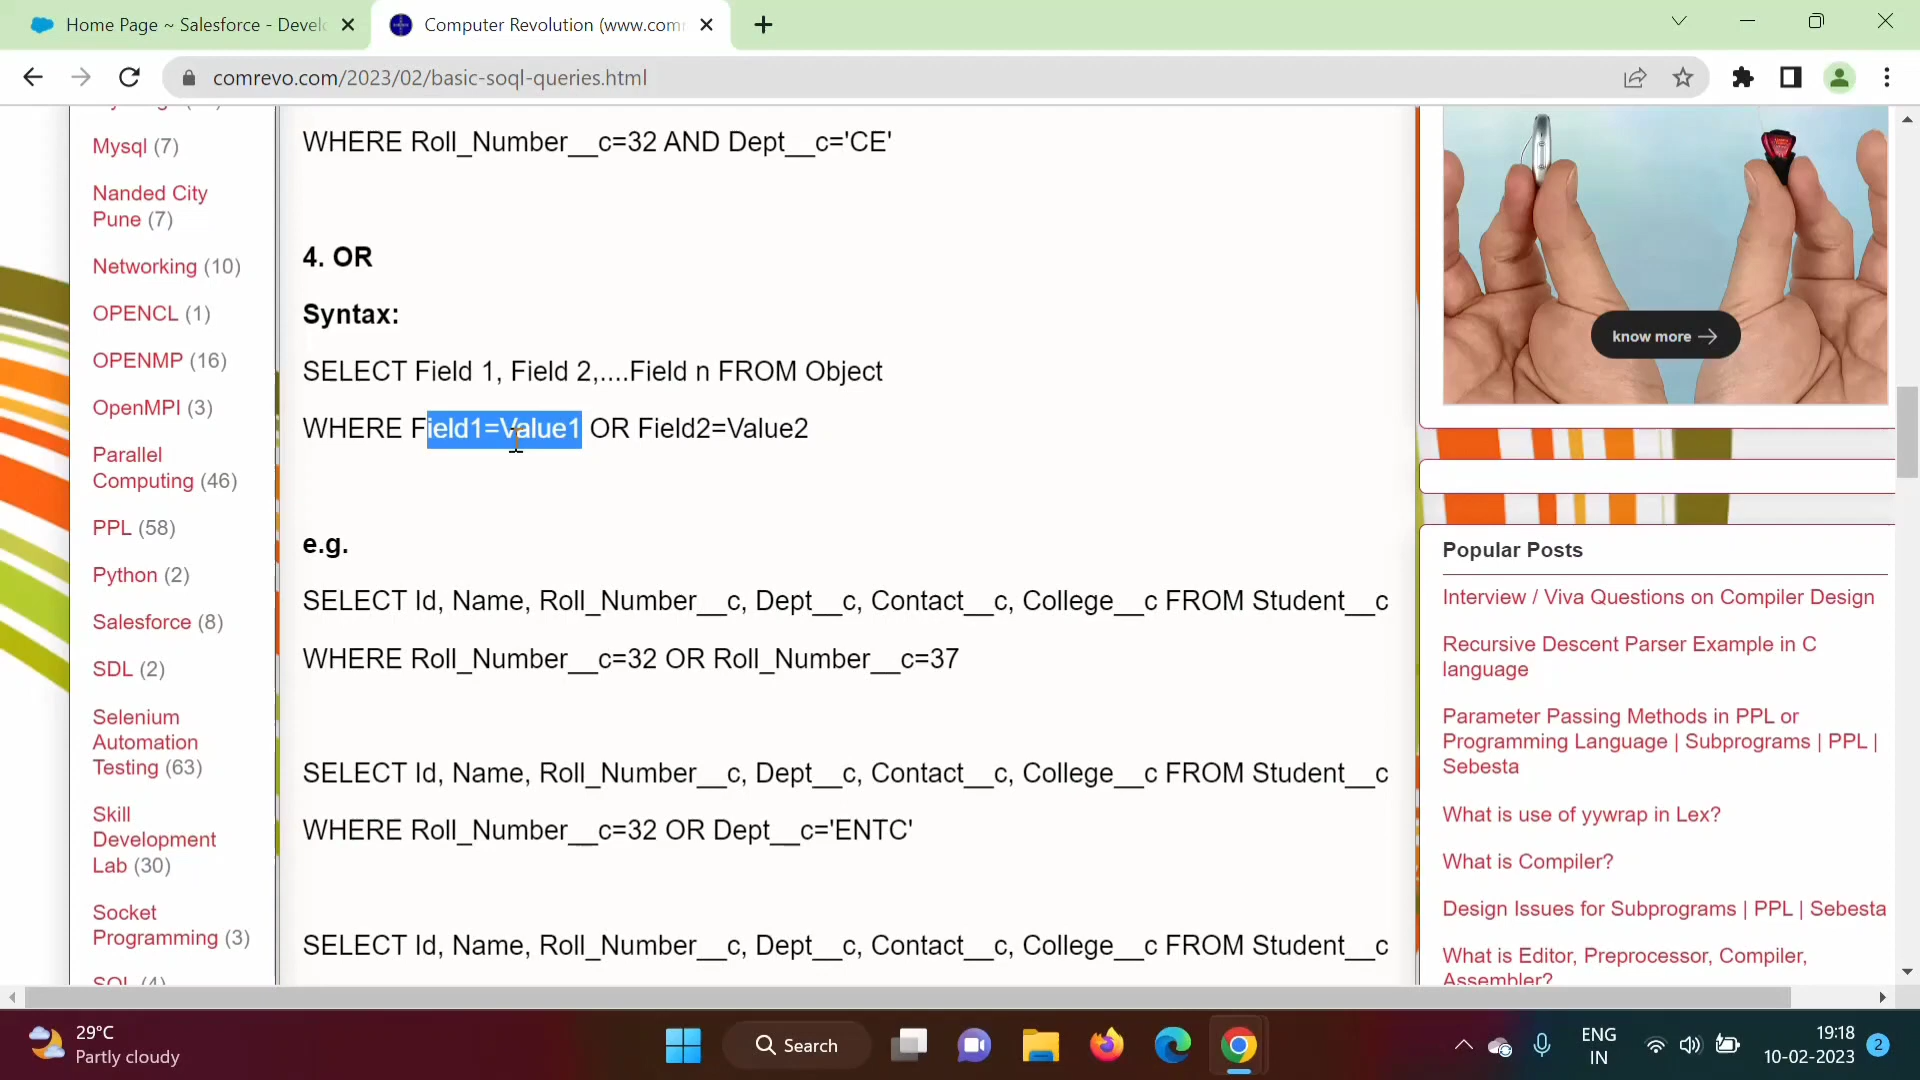 Home Page ~ Salesforce - Devel
Computer Revolution (www.com
comrevo.com/2023/02/basic-soql-queries.html
Mysql (7)
Nanded City
Pune (7)
Networking (10)
OPENCL (1)
OPENMP (16)
OpenMPI (3)
Parallel
Computing (46)
PPL (58)
Python (2)
Salesforce (8)
SDL (2)
Selenium
Automation
Testing (63)
Skill
Development
Lab (30)
Socket
Programming (3)
SQL (4)
WHERE Roll_Number__c=32 AND Dept__c='CE'
4. OR
Syntax:
SELECT Field 1, Field 2,....Field n FROM Object
WHERE Field1=Value1 OR Field2=Value2
e.g.
SELECT Id, Name, Roll_Number__c, Dept__c, Contact__c, College__c FROM Student__c
WHERE Roll_Number__c=32 OR Roll_Number__c=37
SELECT Id, Name, Roll_Number__c, Dept__c, Contact__c, College__c FROM Student__c
WHERE Roll_Number__c=32 OR Dept__c='ENTC'
SELECT Id, Name, Roll_Number__c, Dept__c, Contact__c, College__c FROM Student__c
know more →
Popular Posts
Interview / Viva Questions on Compiler Design
Recursive Descent Parser Example in C
language
Parameter Passing Methods in PPL or
Programming Language | Subprograms | PPL |
Sebesta
What is use of yywrap in Lex?
What is Compiler?
Design Issues for Subprograms | PPL | Sebesta
What is Editor, Preprocessor, Compiler,
Assembler?
29°C
Partly cloudy
Search
ENG
IN
19:18
10-02-2023
2